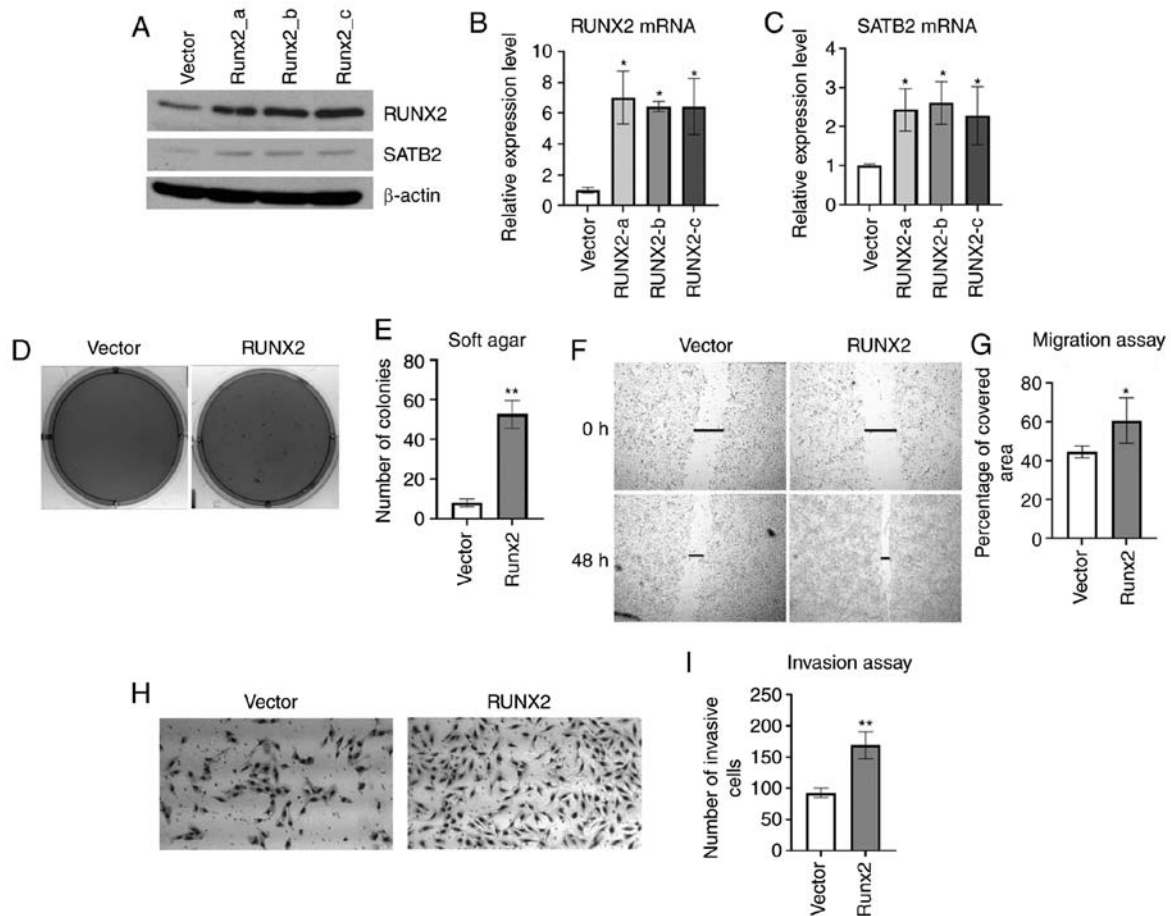 A
Vector
Runx2_a
Runx2_b
Runx2_c
RUNX2
SATB2
β-actin
B
RUNX2 mRNA
Relative expression level
10
8
6
4
2
0
*
*
*
Vector
RUNX2-a
RUNX2-b
RUNX2-c
C
SATB2 mRNA
Relative expression level
4
3
2
1
0
*
*
*
Vector
RUNX2-a
RUNX2-b
RUNX2-c
D
Vector
RUNX2
E
Soft agar
Number of colonies
80
60
40
20
0
**
Vector
Runx2
F
Vector
RUNX2
0 h
48 h
G
Migration assay
Percentage of covered
area
80
60
40
20
0
*
Vector
Runx2
H
Vector
RUNX2
I
Invasion assay
Number of invasive
cells
250
200
150
100
50
0
**
Vector
Runx2